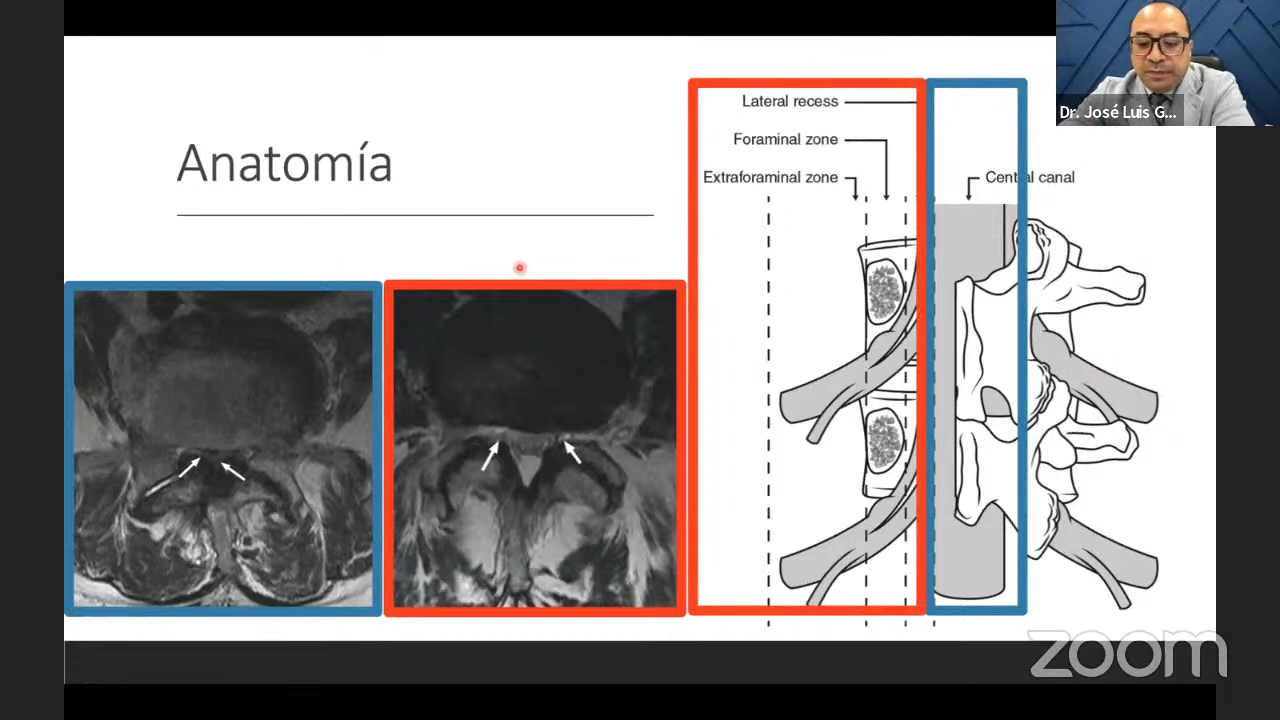 Anatomía
Lateral recess
Foraminal zone
Extraforaminal zone
Central canal
Dr. José Luis G...
zoom